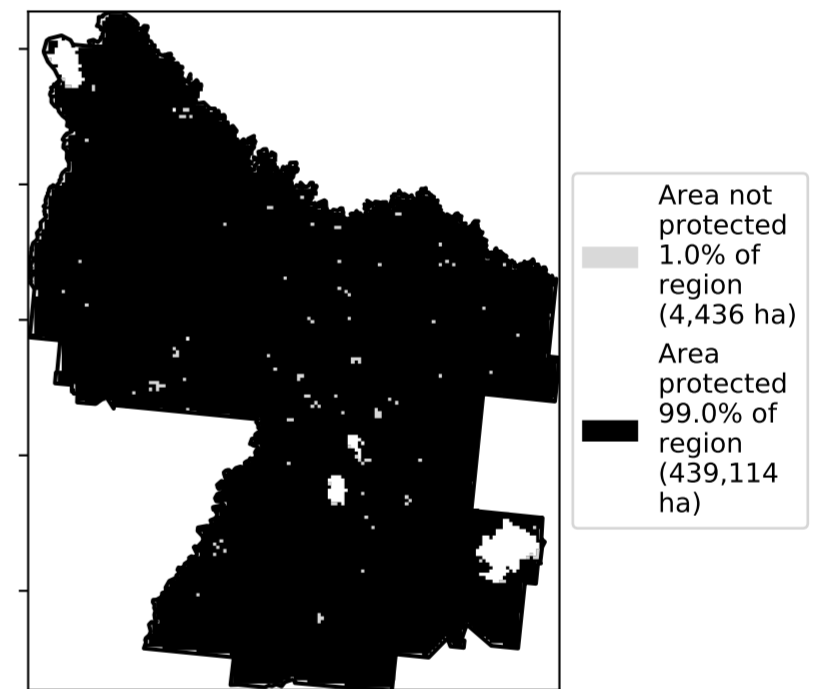 Area not
protected
1.0% of
region
(4,436 ha)
Area
protected
99.0% of
region
(439,114
ha)